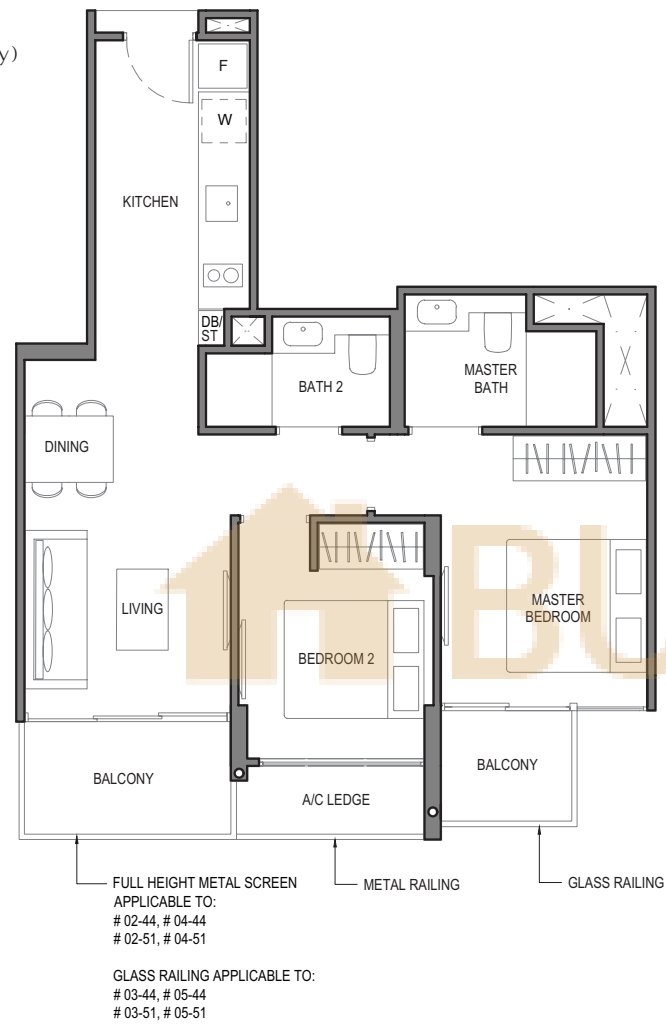 y)
F
W
KITCHEN
DB/
ST
BATH 2
MASTER
BATH
DINING
LIVING
BEDROOM 2
MASTER
BEDROOM
BU
BALCONY
A/C LEDGE
BALCONY
FULL HEIGHT METAL SCREEN
APPLICABLE TO:
# 02-44, # 04-44
# 02-51, # 04-51
METAL RAILING
GLASS RAILING
GLASS RAILING APPLICABLE TO:
# 03-44, # 05-44
# 03-51, # 05-51